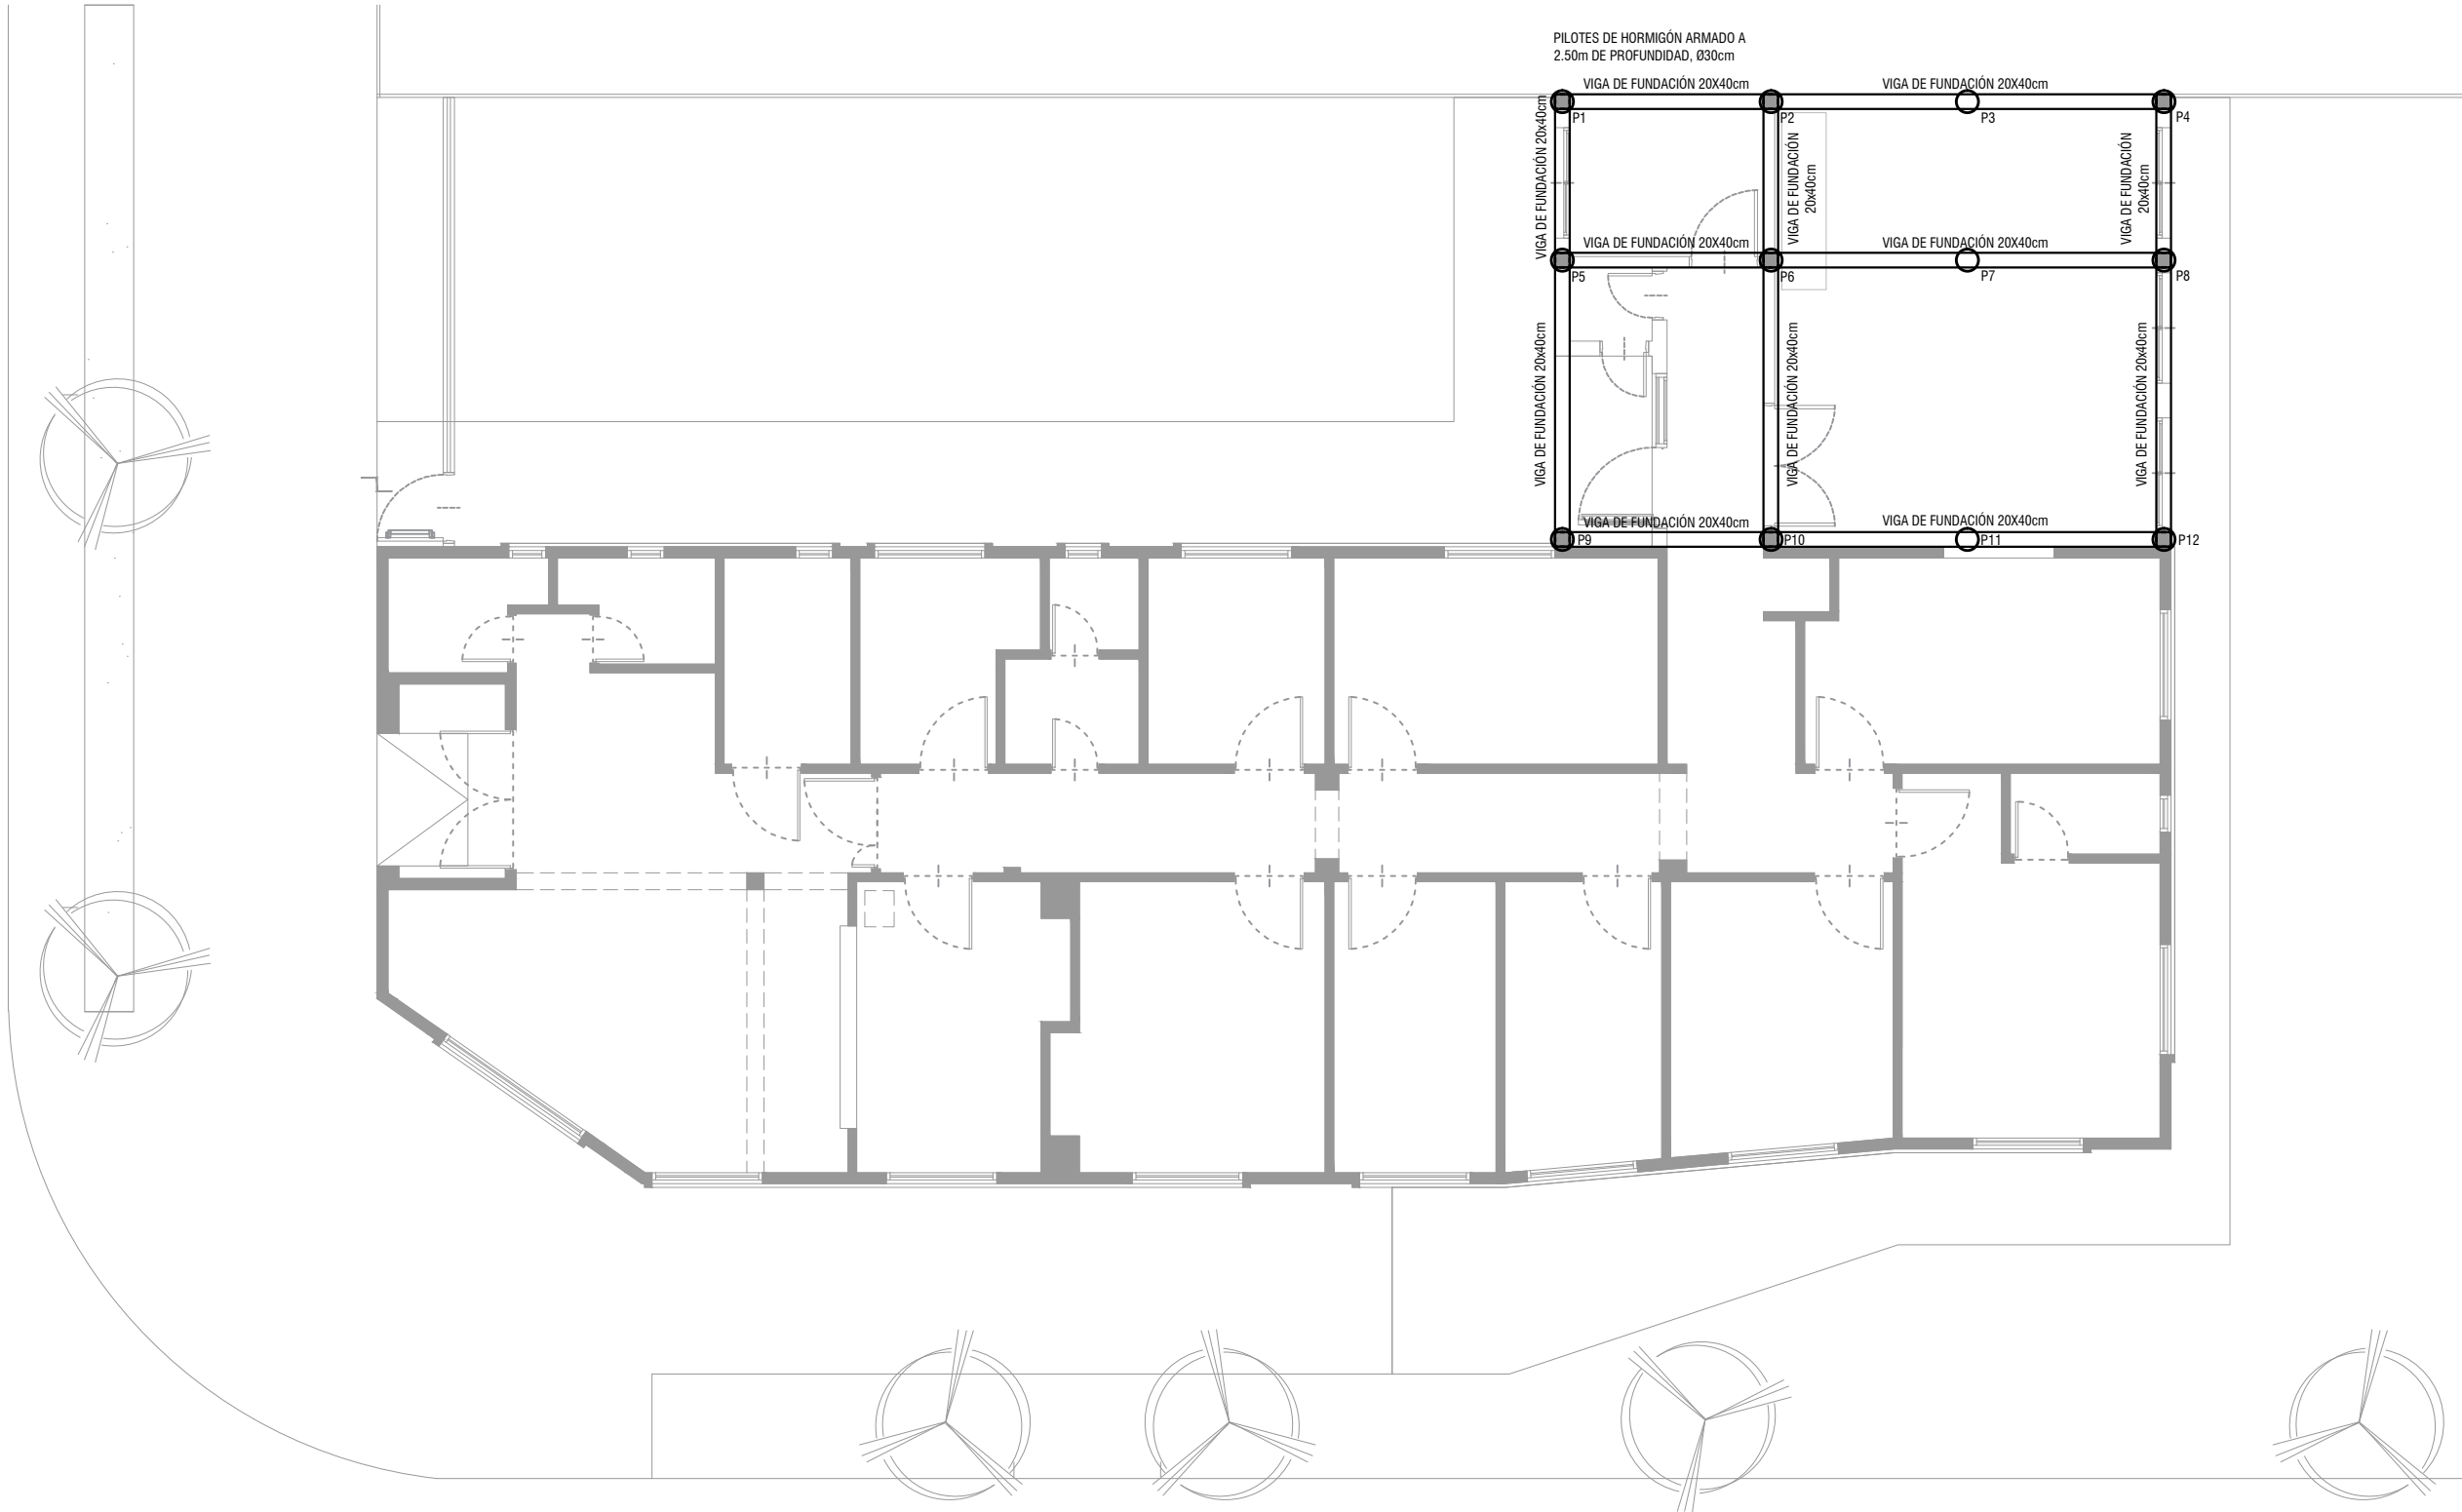 PILOTES DE HORMIGÓN ARMADO A
2.50m DE PROFUNDIDAD, Ø30cm
VIGA DE FUNDACIÓN 20X40cm
VIGA DE FUNDACIÓN 20X40cm
P1
P2
P3
P4
VIGA DE FUNDACIÓN 20x40cm
VIGA DE FUNDACIÓN
20x40cm
VIGA DE FUNDACIÓN
20x40cm
VIGA DE FUNDACIÓN 20X40cm
VIGA DE FUNDACIÓN 20X40cm
P5
P6
P7
P8
VIGA DE FUNDACIÓN 20x40cm
VIGA DE FUNDACIÓN 20x40cm
VIGA DE FUNDACIÓN 20x40cm
VIGA DE FUNDACIÓN 20X40cm
VIGA DE FUNDACIÓN 20X40cm
P9
P10
P11
P12